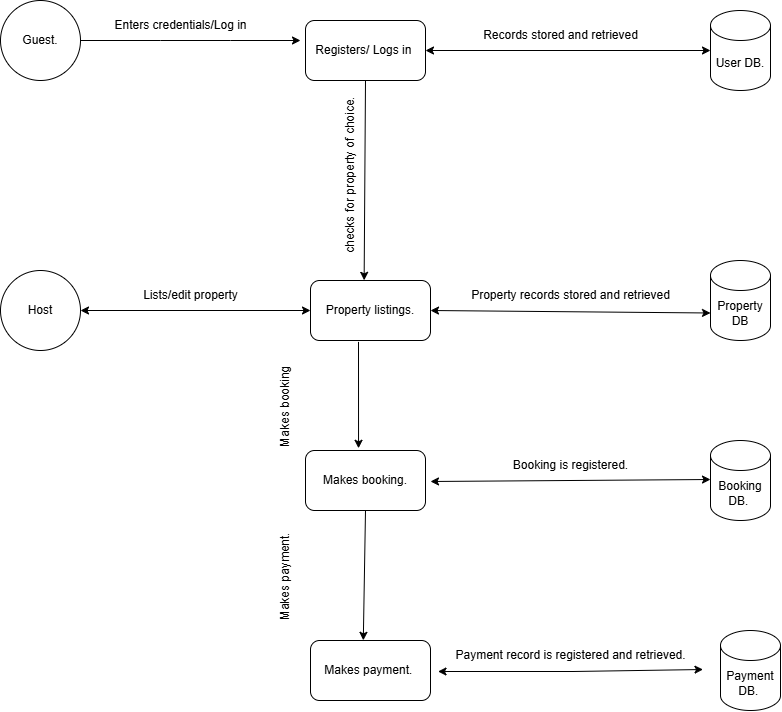 Guest.
Enters credentials/Log in
Registers/ Logs in
Records stored and retrieved
User DB.
checks for property of choice.
Host
Lists/edit property
Property listings.
Property records stored and retrieved
Property
DB
Makes booking
Makes booking.
Booking is registered.
Booking
DB.
Makes payment.
Makes payment.
Payment record is registered and retrieved.
Payment
DB.